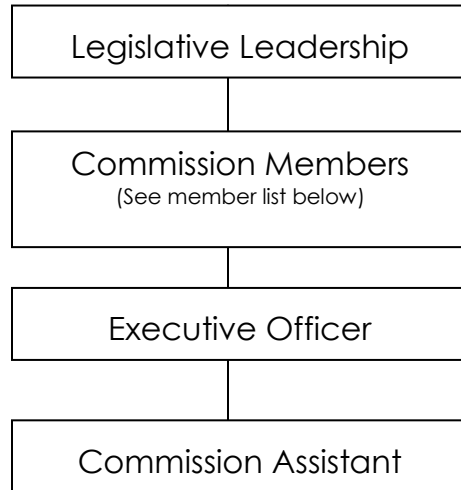 Legislative Leadership
Commission Members
(See member list below)
Executive Officer
Commission Assistant